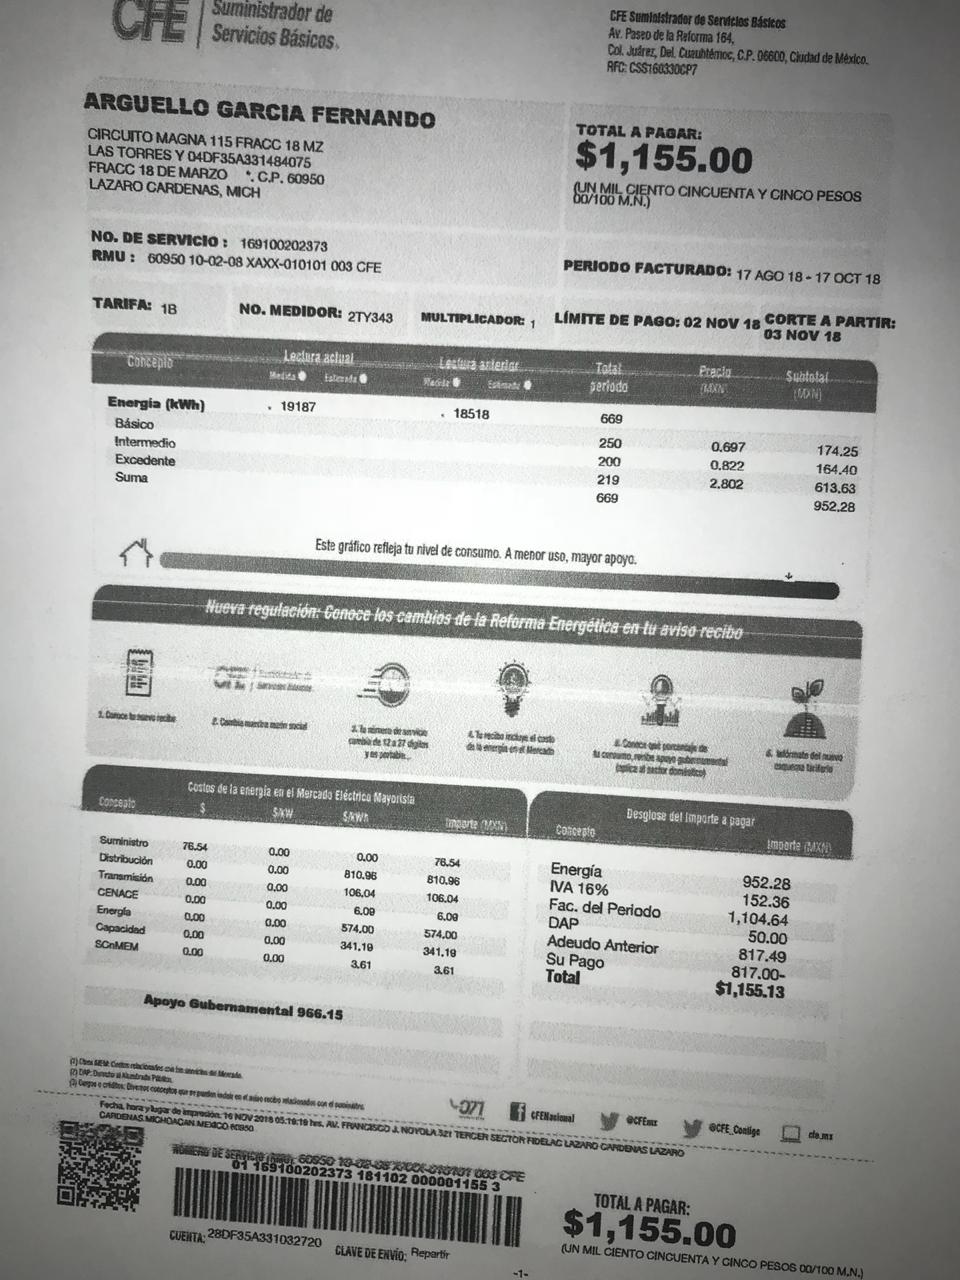 CFE
Suministrador de
Servicios Básicos
CFE Suministrador de Servicios Básicos
Av. Paseo de la Reforma 164,
Col. Juárez, Del. Cuauhtémoc, C.P. 06600, Ciudad de México.
RFC: CSS160330CP7
ARGUELLO GARCIA FERNANDO
CIRCUITO MAGNA 115 FRACC 18 MZ
LAS TORRES Y 04DF35A331484075
FRACC 18 DE MARZO *. C.P. 60950
LAZARO CARDENAS, MICH
TOTAL A PAGAR:
$1,155.00
(UN MIL CIENTO CINCUENTA Y CINCO PESOS
00/100 M.N.)
NO. DE SERVICIO : 169100202373
RMU : 60950 10-02-08 XAXX-010101 003 CFE
PERIODO FACTURADO: 17 AGO 18 - 17 OCT 18
TARIFA: 1B NO. MEDIDOR: 2TY343 MULTIPLICADOR: 1 LÍMITE DE PAGO: 02 NOV 18 CORTE A PARTIR:
03 NOV 18
Concepto Lectura actual Lectura anterior Total Precio Subtotal
Medida Estimada Medida Estimada periodo (MXN) (MXN)
Energía (kWh) 19187 18518 669
Básico 250 0.697 174.25
Intermedio 200 0.822 164.40
Excedente 219 2.802 613.63
Suma 669 952.28
Este gráfico refleja tu nivel de consumo. A menor uso, mayor apoyo.
Nueva regulación: Conoce los cambios de la Reforma Energética en tu aviso recibo
1. Conoce tu nuevo recibo
2. Cambia nuestra razón social
3. Tu número de servicio
cambia de 12 a 27 dígitos
y es portable...
4. Tu recibo incluye el costo
de la energía en el Mercado
5. Conoce qué porcentaje de
tu consumo, recibe apoyo gubernamental
(aplica al sector doméstico)
6. Infórmate del nuevo
esquema tarifario
Costos de la energía en el Mercado Eléctrico Mayorista
Concepto $ $/kW $/kWh Importe (MXN)
Suministro 76.54 0.00 0.00 76.54
Distribución 0.00 0.00 810.96 810.96
Transmisión 0.00 0.00 106.04 106.04
CENACE 0.00 0.00 6.09 6.09
Energía 0.00 0.00 574.00 574.00
Capacidad 0.00 0.00 341.19 341.19
SCnMEM 0.00 0.00 3.61 3.61
Apoyo Gubernamental 966.15
Desglose del importe a pagar
Concepto Importe (MXN)
Energía 952.28
IVA 16% 152.36
Fac. del Periodo 1,104.64
DAP 50.00
Adeudo Anterior 817.49
Su Pago 817.00-
Total $1,155.13
(2) DAP: Derecho al Alumbrado Público.
(3) Cargos o créditos: Diversos conceptos que se pueden incluir en el aviso recibo relacionados con el suministro.
071
CFENacional
@CFEmx
@CFE_Contigo
cfe.mx
Fecha, hora y lugar de impresión: 16 NOV 2018 05:19:19 hrs. AV. FRANCISCO J. NOYOLA 321 TERCER SECTOR FIDELAC LAZARO CARDENAS LAZARO
CARDENAS MICHOACAN MEXICO 60950
NÚMERO DE SERVICIO (RMU): 60950 10-02-08 XAXX-010101 003 CFE
01 169100202373 181102 000001155 3
CUENTA: 28DF35A331032720
CLAVE DE ENVÍO: Repartir
TOTAL A PAGAR:
$1,155.00
(UN MIL CIENTO CINCUENTA Y CINCO PESOS 00/100 M.N.)
-1-